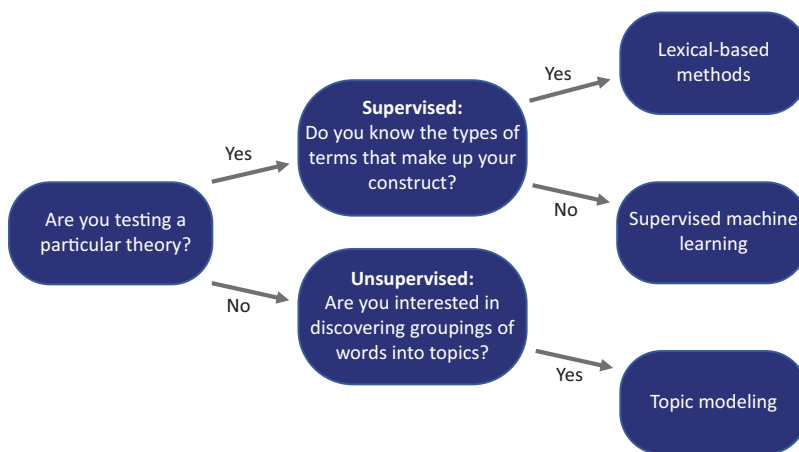 Are you testing a
particular theory?
Yes
No
Supervised:
Do you know the types of
terms that make up your
construct?
Unsupervised:
Are you interested in
discovering groupings of
words into topics?
Yes
No
Yes
Lexical-based
methods
Supervised machine
learning
Topic modeling